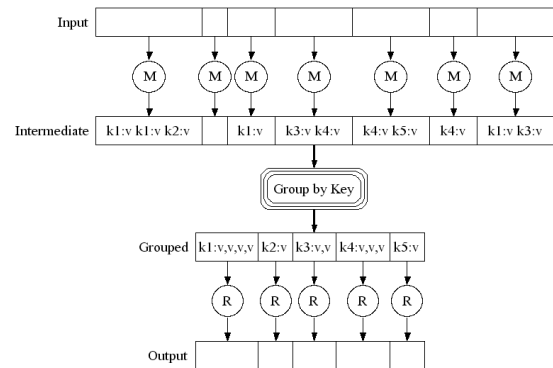 Input
M M M M M M M
Intermediate k1:v k1:v k2:v k1:v k3:v k4:v k4:v k5:v k4:v k1:v k3:v
Group by Key
Grouped k1:v,v,v,v k2:v k3:v,v k4:v,v,v k5:v
R R R R R
Output